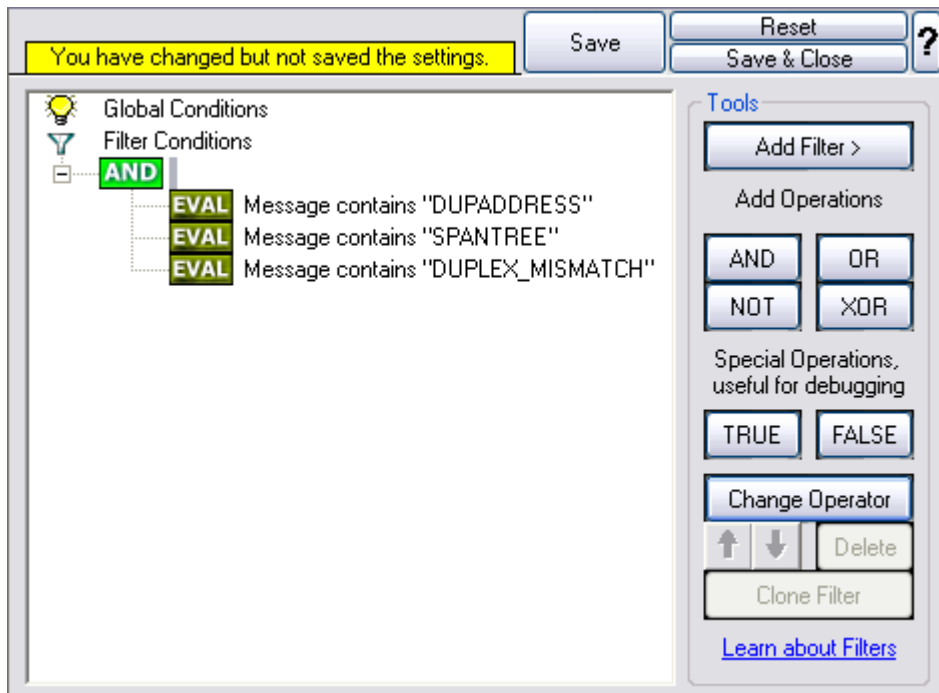 You have changed but not saved the settings.
Save
Reset
Save & Close
?
Global Conditions
Filter Conditions
AND
EVAL Message contains "DUPADDRESS"
EVAL Message contains "SPANTREE"
EVAL Message contains "DUPLEX_MISMATCH"
Tools
Add Filter >
Add Operations
AND OR
NOT XOR
Special Operations,
useful for debugging
TRUE FALSE
Change Operator
Delete
Clone Filter
Learn about Filters